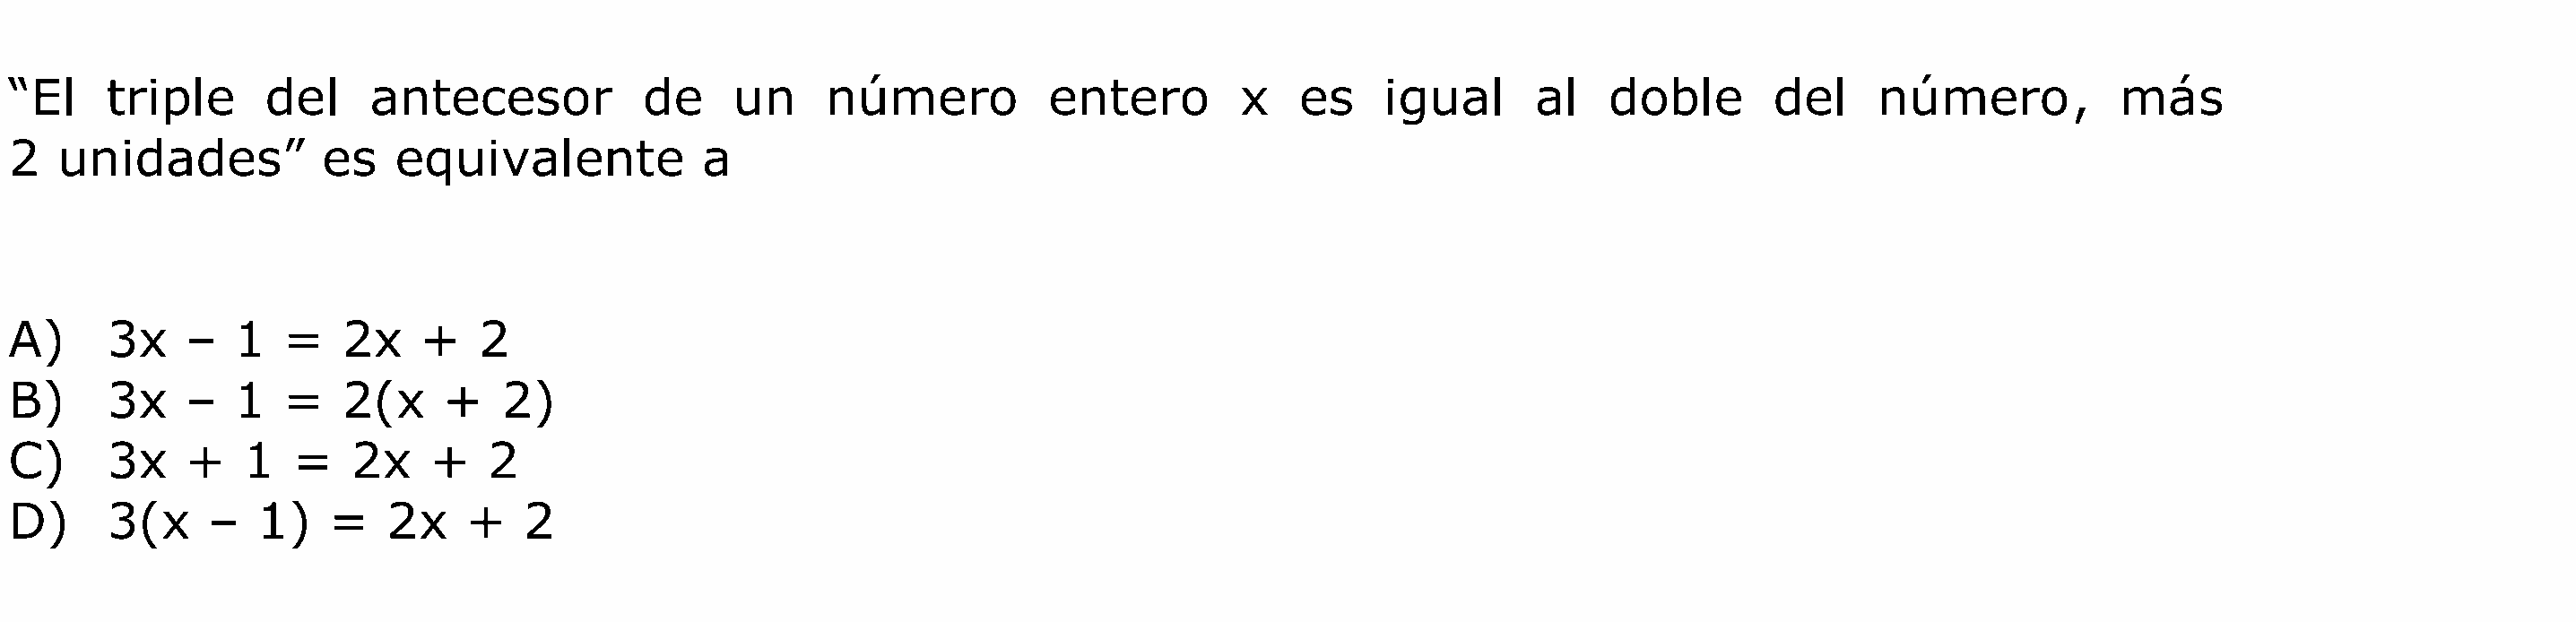 “El triple del antecesor de un número entero x es igual al doble del número, más
2 unidades” es equivalente a
A) 3x – 1 = 2x + 2
B) 3x – 1 = 2(x + 2)
C) 3x + 1 = 2x + 2
D) 3(x – 1) = 2x + 2